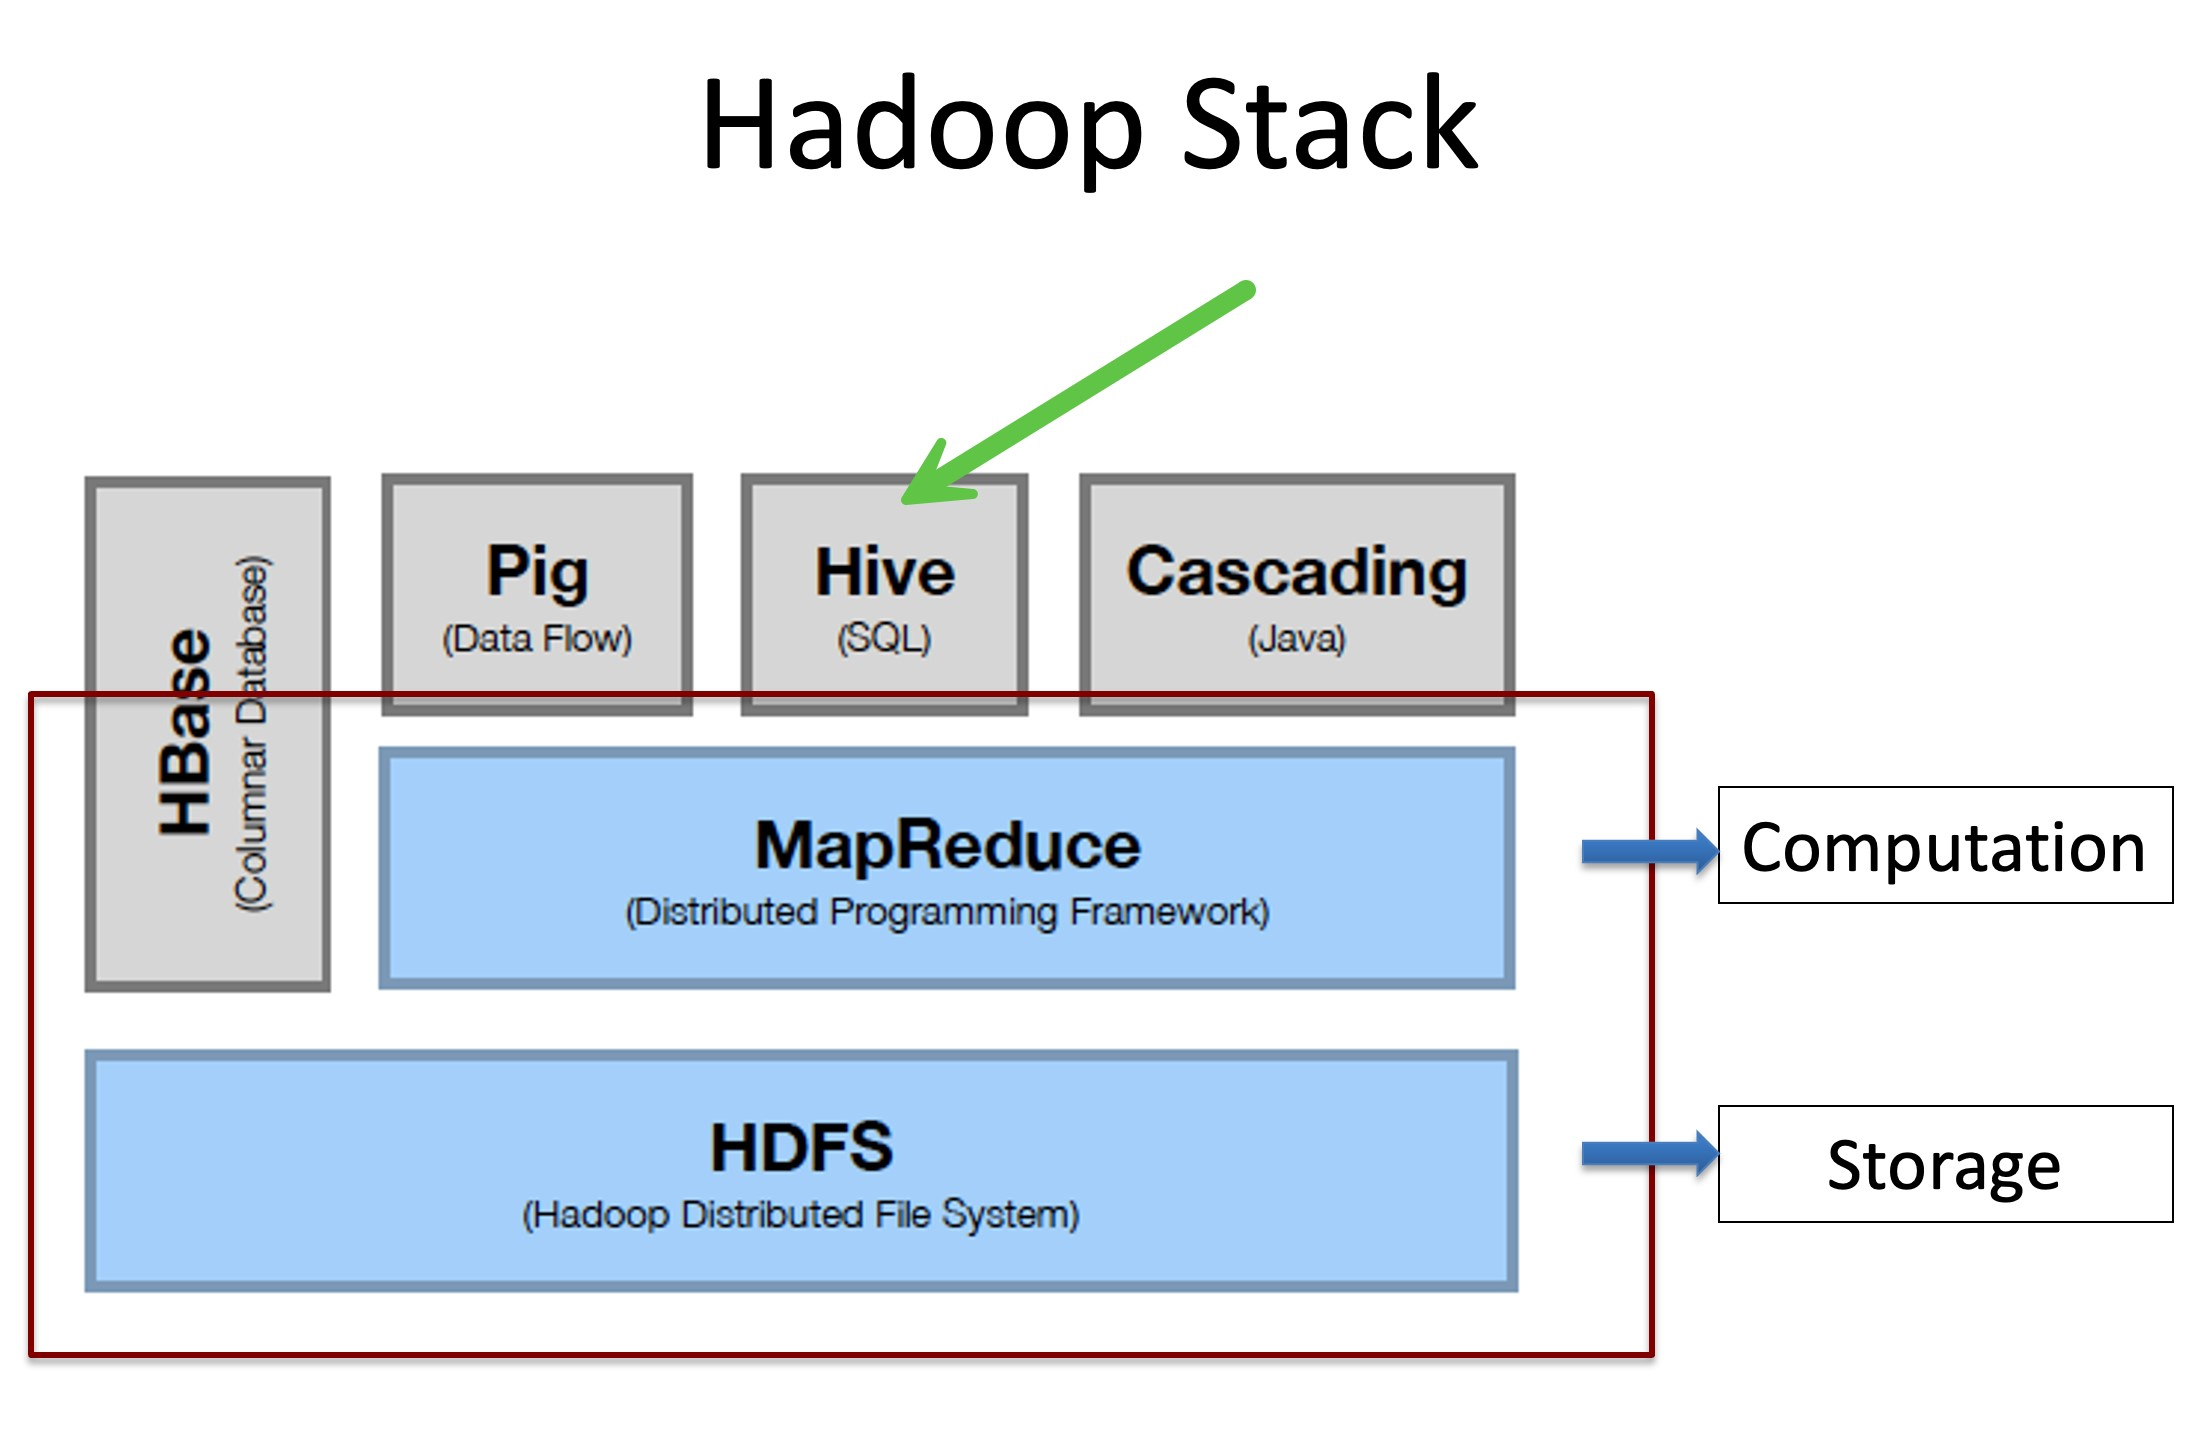 Hadoop Stack
HBase
(Columnar Database)
Pig
(Data Flow)
Hive
(SQL)
Cascading
(Java)
MapReduce
(Distributed Programming Framework)
Computation
HDFS
(Hadoop Distributed File System)
Storage